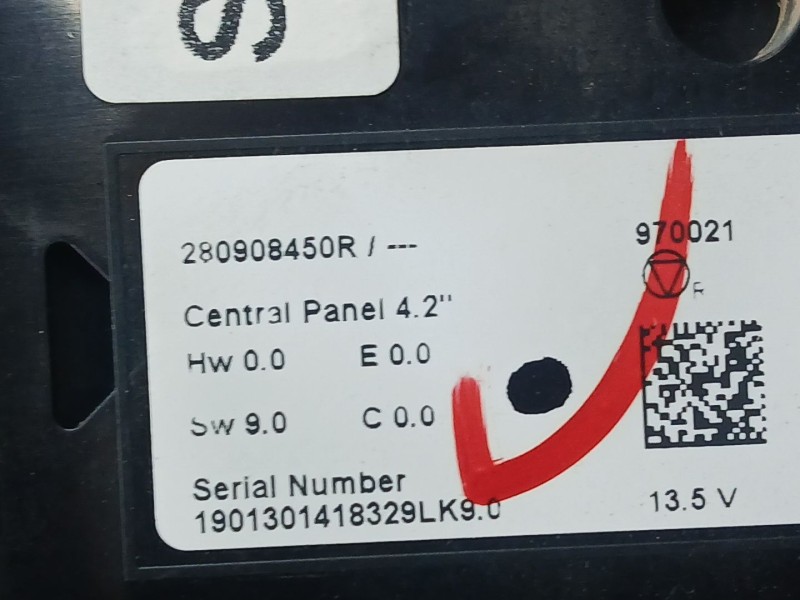 280908450R / ---
970021
R
Central Panel 4.2"
Hw 0.0 E 0.0
Sw 9.0 C 0.0
Serial Number
1901301418329LK9.0
13.5 V